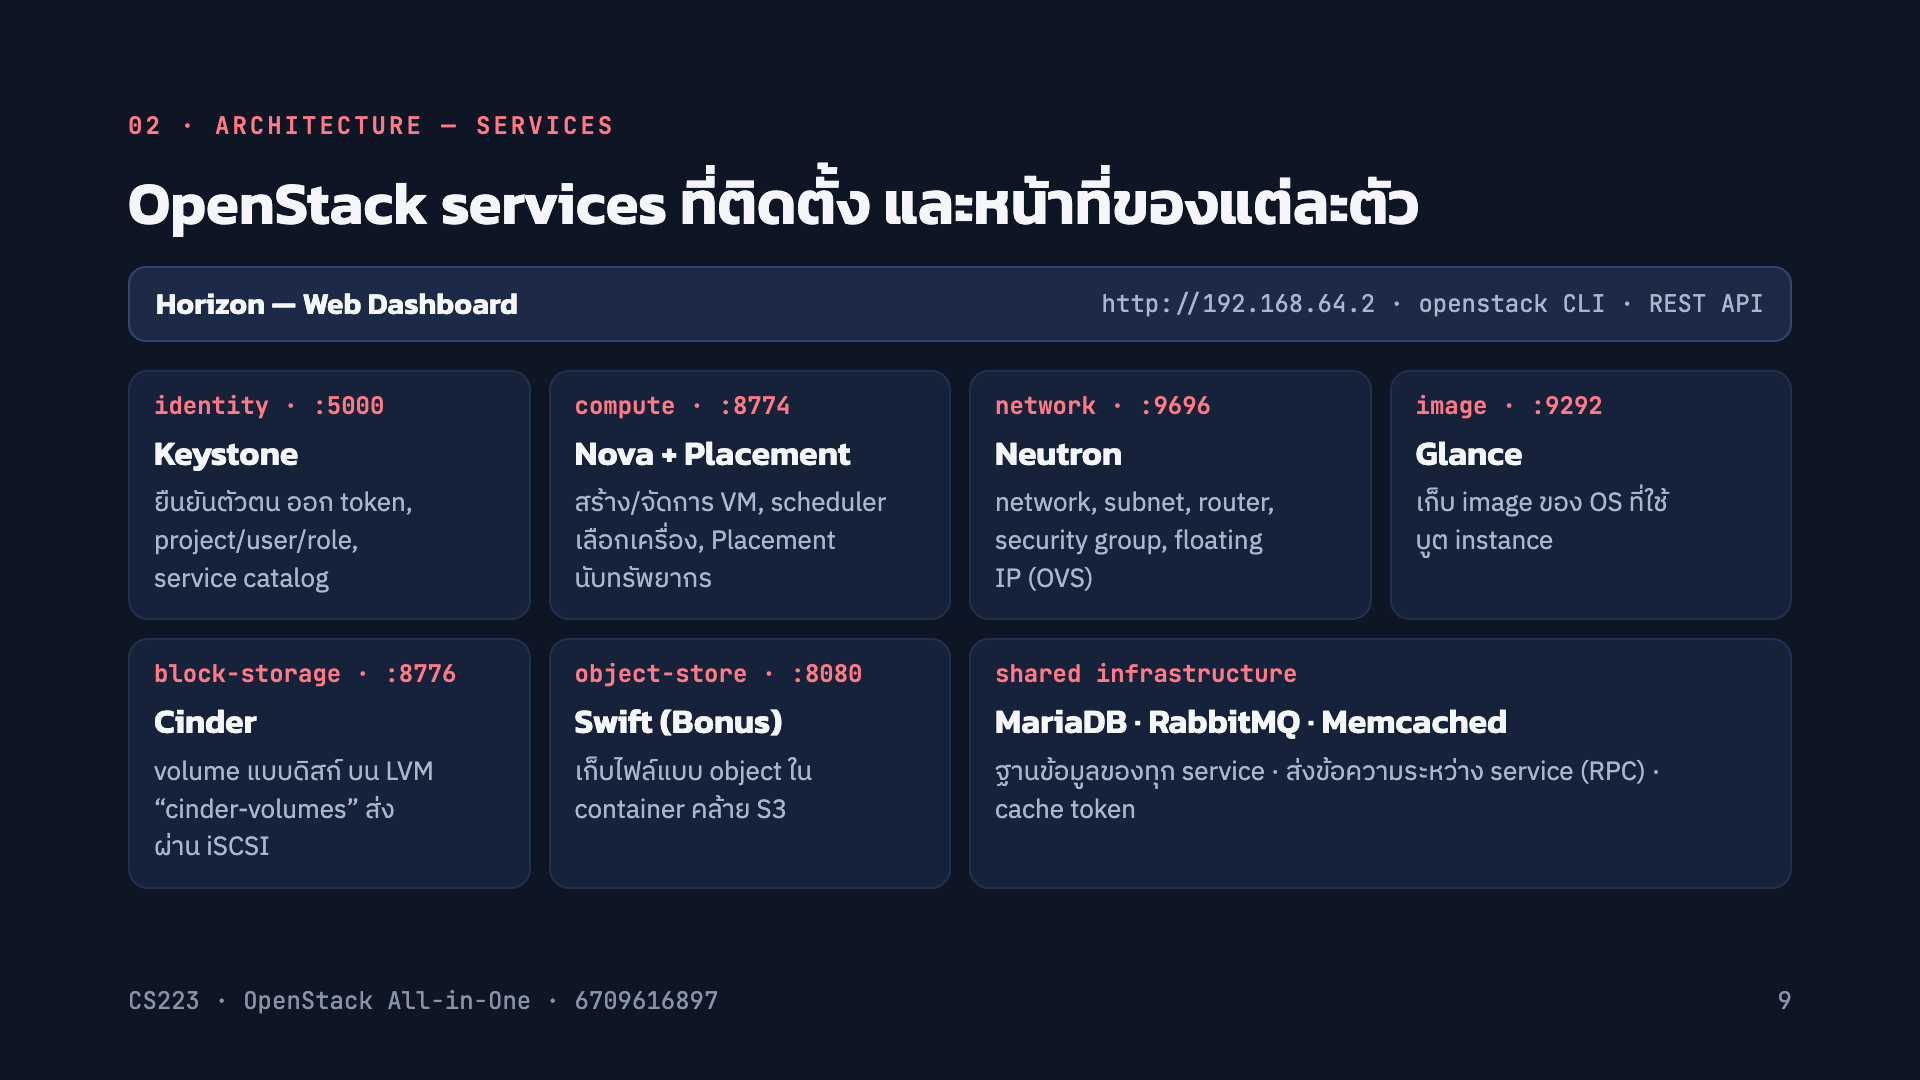 02 · ARCHITECTURE — SERVICES
OpenStack services ที่ติดตั้ง และหน้าที่ของแต่ละตัว
Horizon — Web Dashboard
http://192.168.64.2 · openstack CLI · REST API
identity · :5000
Keystone
ยืนยันตัวตน ออก token,
project/user/role,
service catalog
compute · :8774
Nova + Placement
สร้าง/จัดการ VM, scheduler
เลือกเครื่อง, Placement
นับทรัพยากร
network · :9696
Neutron
network, subnet, router,
security group, floating
IP (OVS)
image · :9292
Glance
เก็บ image ของ OS ที่ใช้
บูต instance
block-storage · :8776
Cinder
volume แบบดิสก์ บน LVM
“cinder-volumes” ส่ง
ผ่าน iSCSI
object-store · :8080
Swift (Bonus)
เก็บไฟล์แบบ object ใน
container คล้าย S3
shared infrastructure
MariaDB · RabbitMQ · Memcached
ฐานข้อมูลของทุก service · ส่งข้อความระหว่าง service (RPC) ·
cache token
CS223 · OpenStack All-in-One · 6709616897
9